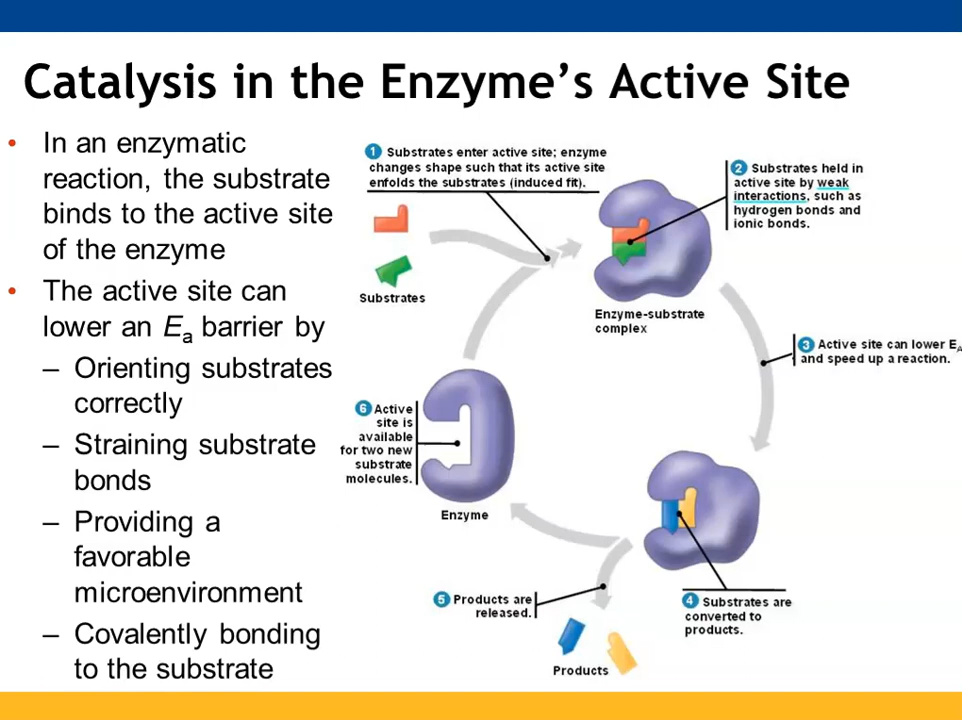 Catalysis in the Enzyme’s Active Site
• In an enzymatic
reaction, the substrate
binds to the active site
of the enzyme
• The active site can
lower an Ea barrier by
– Orienting substrates
correctly
– Straining substrate
bonds
– Providing a
favorable
microenvironment
– Covalently bonding
to the substrate
1 Substrates enter active site; enzyme
changes shape such that its active site
enfolds the substrates (induced fit).
2 Substrates held in
active site by weak
interactions, such as
hydrogen bonds and
ionic bonds.
Substrates
Enzyme-substrate
complex
3 Active site can lower EA
and speed up a reaction.
6 Active
site is
available
for two new
substrate
molecules.
Enzyme
5 Products are
released.
4 Substrates are
converted to
products.
Products